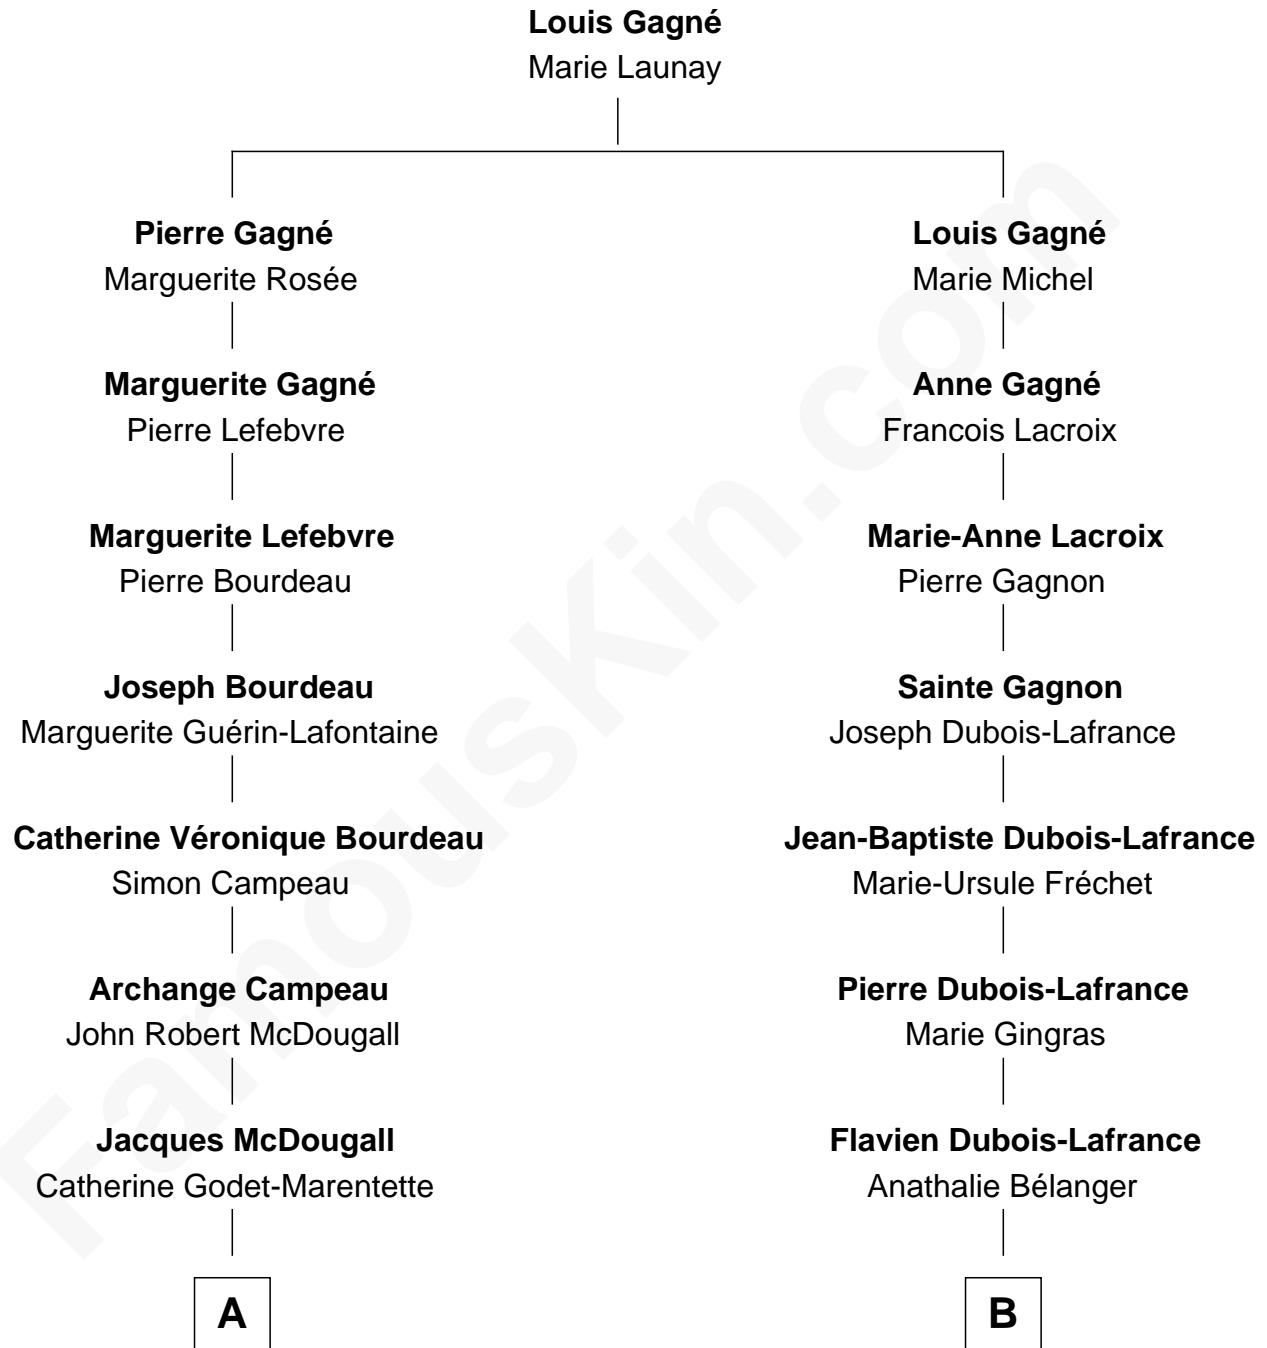 Louis Gagné
Marie Launay
Pierre Gagné
Marguerite Rosée
Louis Gagné
Marie Michel
Marguerite Gagné
Pierre Lefebvre
Anne Gagné
Francois Lacroix
Marguerite Lefebvre
Pierre Bourdeau
Marie-Anne Lacroix
Pierre Gagnon
Joseph Bourdeau
Marguerite Guérin-Lafontaine
Sainte Gagnon
Joseph Dubois-Lafrance
Catherine Véronique Bourdeau
Simon Campeau
Jean-Baptiste Dubois-Lafrance
Marie-Ursule Fréchet
Archange Campeau
John Robert McDougall
Pierre Dubois-Lafrance
Marie Gingras
Jacques McDougall
Catherine Godet-Marentette
Flavien Dubois-Lafrance
Anathalie Bélanger
A
B
FamousKin.com